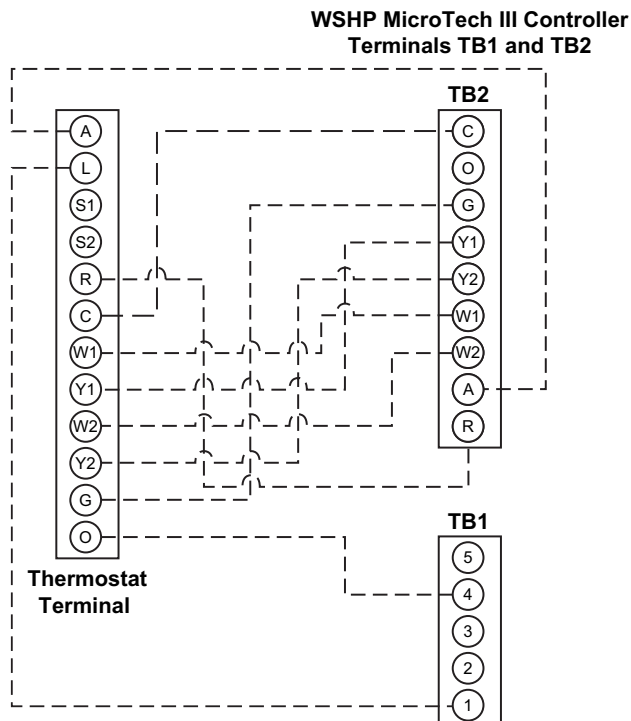 WSHP MicroTech III Controller
Terminals TB1 and TB2
TB2
A
L
S1
S2
R
C
W1
Y1
W2
Y2
G
O
Thermostat
Terminal
C
O
G
Y1
Y2
W1
W2
A
R
TB1
5
4
3
2
1